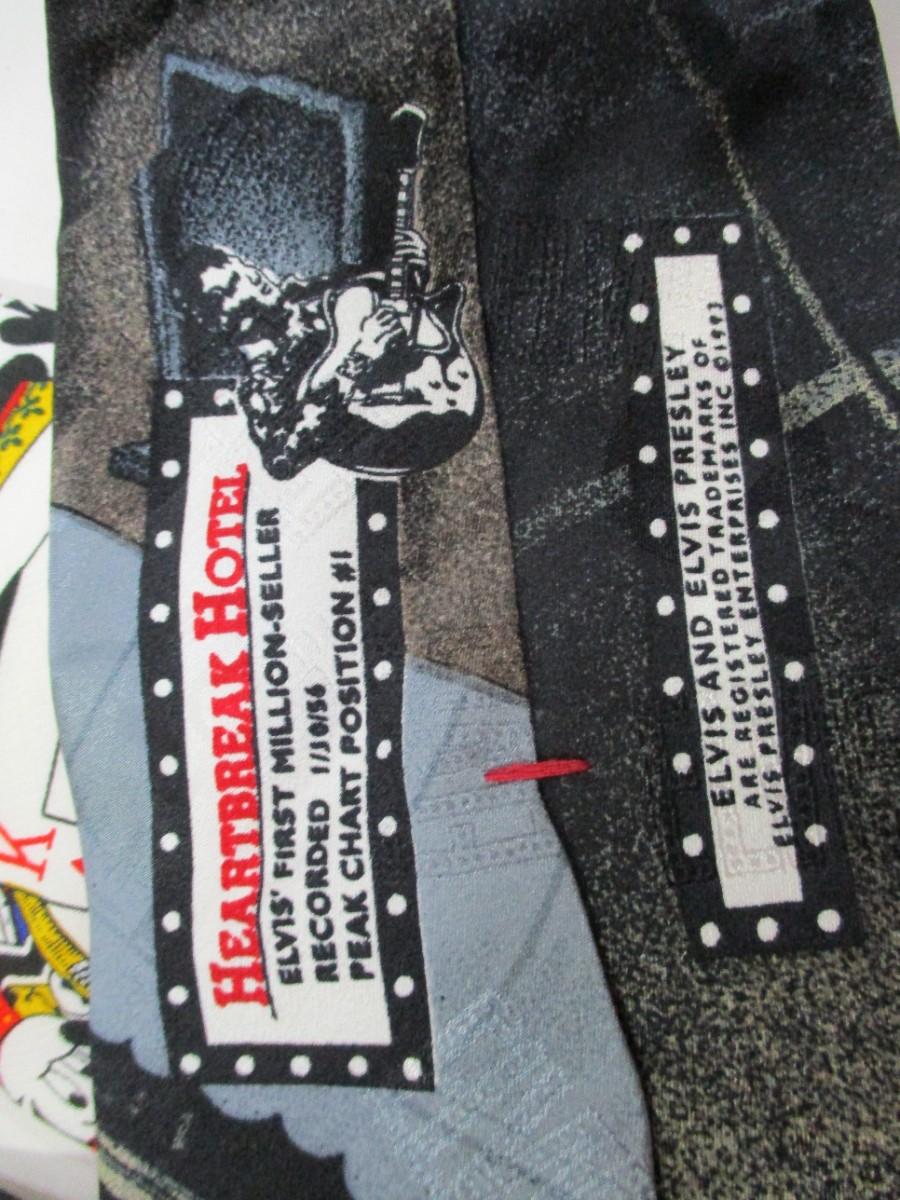 HEARTBREAK HOTEL
ELVIS' FIRST MILLION-SELLER
RECORDED 1/10/56
PEAK CHART POSITION #1
ELVIS AND ELVIS PRESLEY
ARE REGISTERED TRADEMARKS OF
ELVIS PRESLEY ENTERPRISES INC ©1993
K